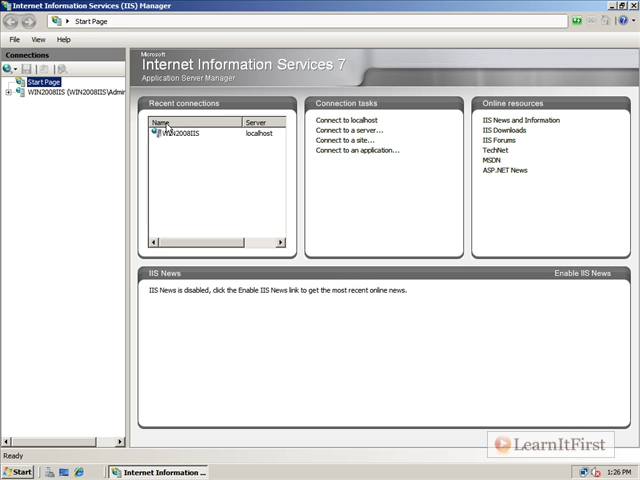 Internet Information Services (IIS) Manager
Start Page
File View Help
Connections
Start Page
WIN2008IIS (WIN2008IIS\Admir
Microsoft
Internet Information Services 7
Application Server Manager
Recent connections
Name Server
WIN2008IIS localhost
Connection tasks
Connect to localhost
Connect to a server...
Connect to a site...
Connect to an application...
Online resources
IIS News and Information
IIS Downloads
IIS Forums
TechNet
MSDN
ASP.NET News
IIS News Enable IIS News
IIS News is disabled, click the Enable IIS News link to get the most recent online news.
LearnItFirst
Ready
Start Internet Information ... 1:26 PM